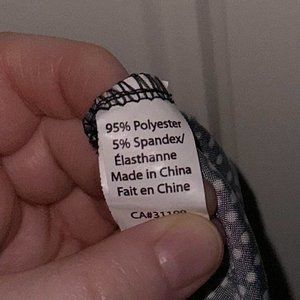 95% Polyester
5% Spandex/
Élasthanne
Made in China
Fait en Chine